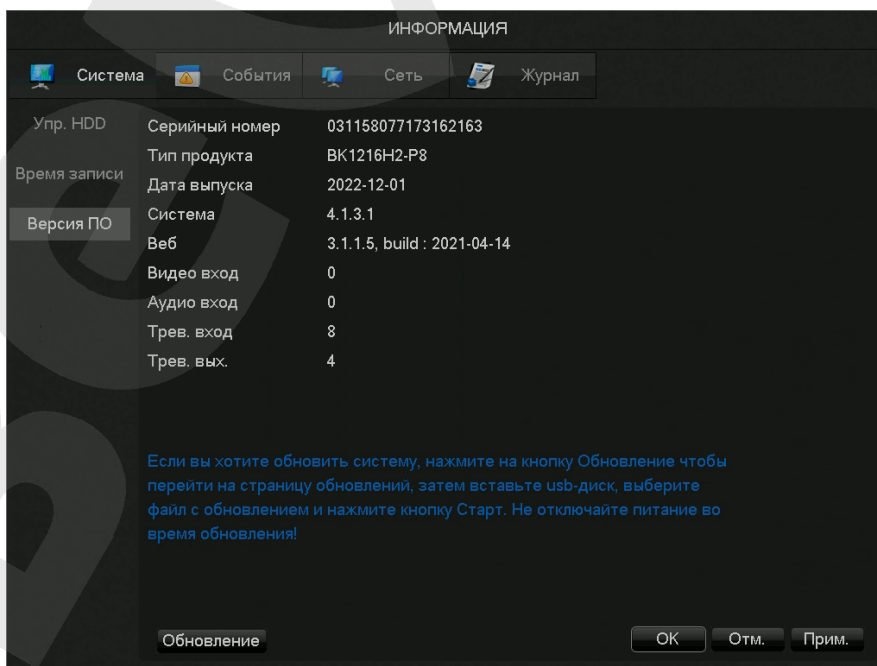 ИНФОРМАЦИЯ
Система События Сеть Журнал
Упр. HDD
Время записи
Версия ПО
Серийный номер 031158077173162163
Тип продукта BK1216H2-P8
Дата выпуска 2022-12-01
Система 4.1.3.1
Веб 3.1.1.5, build : 2021-04-14
Видео вход 0
Аудио вход 0
Трев. вход 8
Трев. вых. 4
Если вы хотите обновить систему, нажмите на кнопку Обновление чтобы
перейти на страницу обновлений, затем вставьте usb-диск, выберите
файл с обновлением и нажмите кнопку Старт. Не отключайте питание во
время обновления!
Обновление OK Отм. Прим.